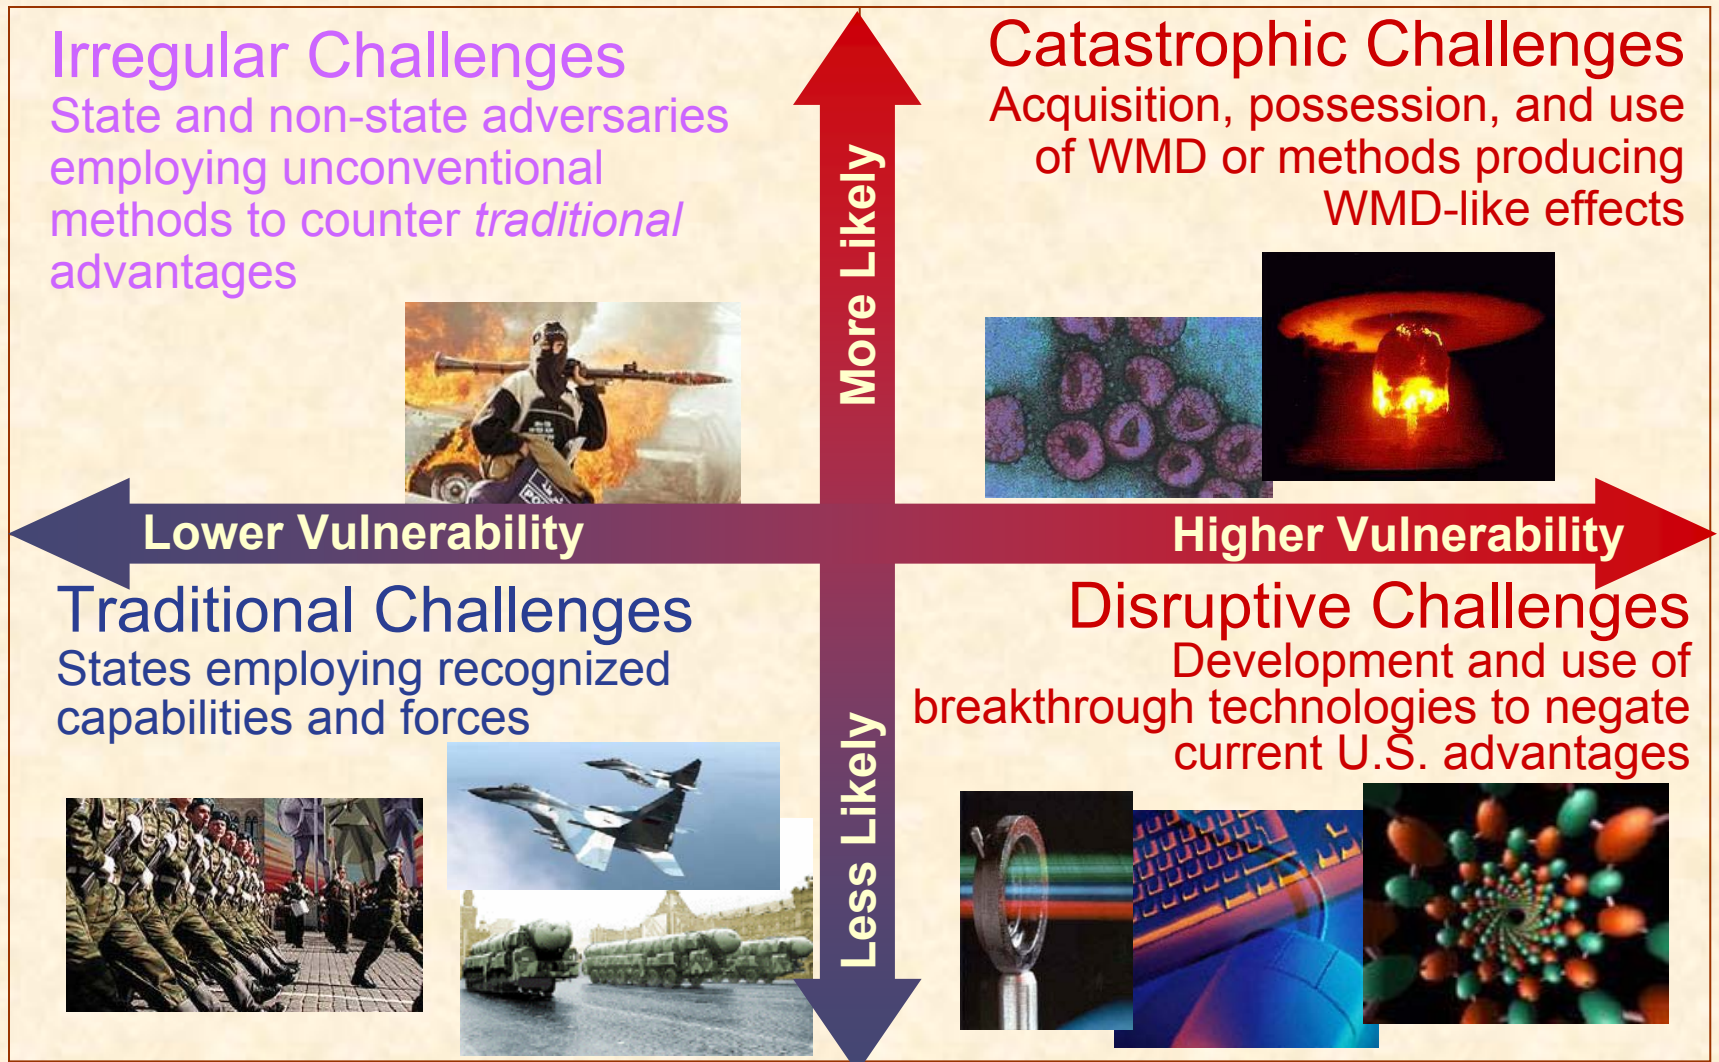 Irregular Challenges
State and non-state adversaries
employing unconventional
methods to counter traditional
advantages
Catastrophic Challenges
Acquisition, possession, and use
of WMD or methods producing
WMD-like effects
More Likely
Lower Vulnerability
Higher Vulnerability
Traditional Challenges
States employing recognized
capabilities and forces
Less Likely
Disruptive Challenges
Development and use of
breakthrough technologies to negate
current U.S. advantages